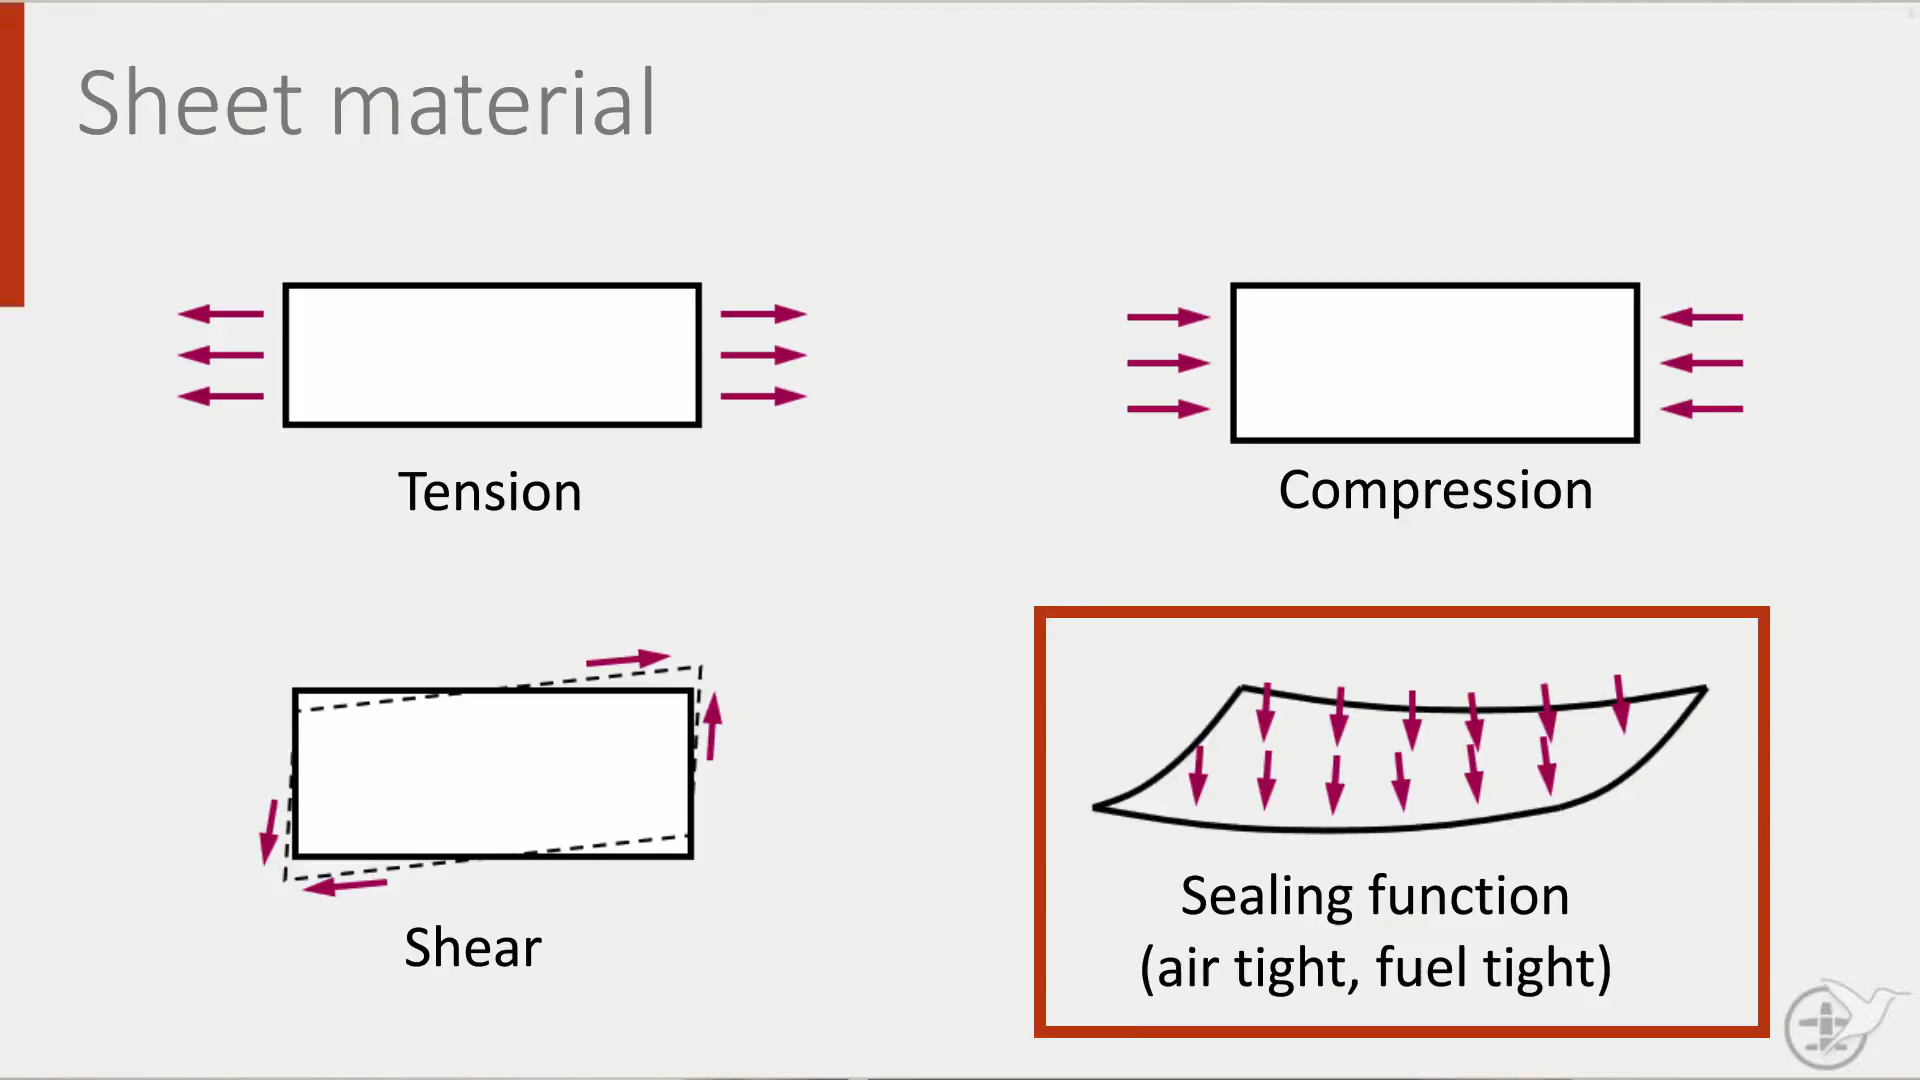 Sheet material
Tension
Compression
Shear
Sealing function
(air tight, fuel tight)